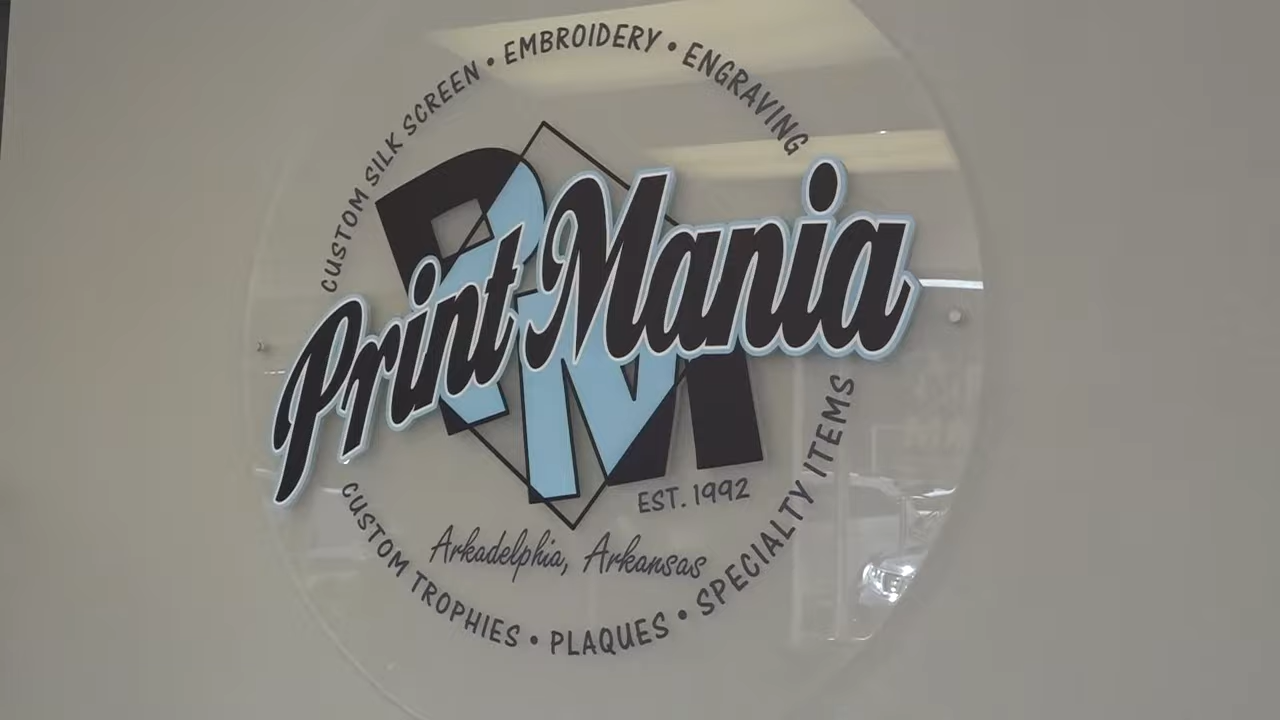 CUSTOM SILK SCREEN • EMBROIDERY • ENGRAVING
PM
Print Mania
EST. 1992
Arkadelphia, Arkansas
CUSTOM TROPHIES • PLAQUES • SPECIALTY ITEMS